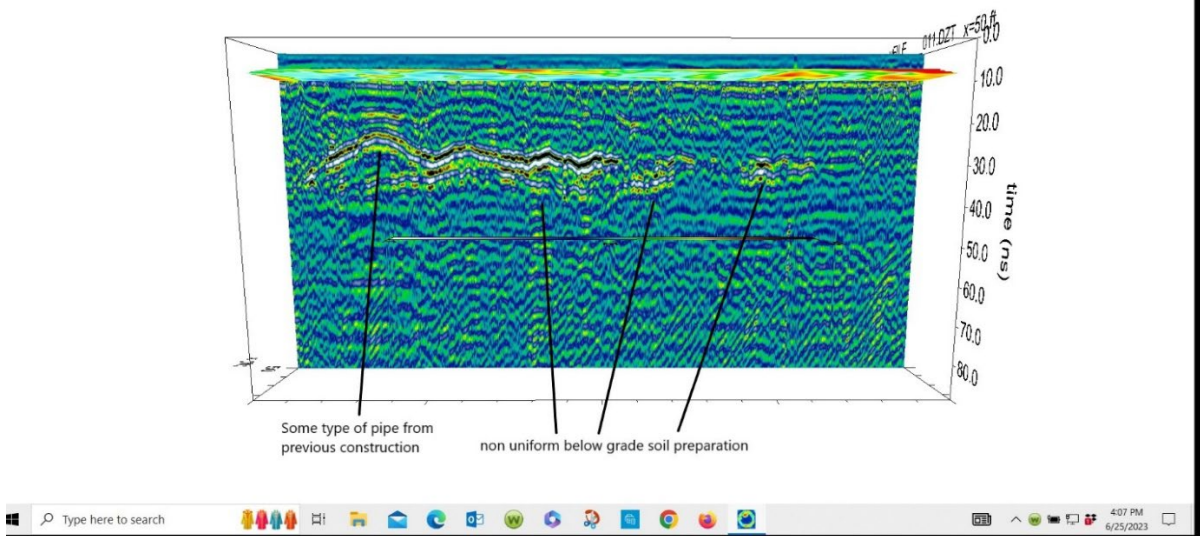 011.DZT x=50 ft
0.0
10.0
20.0
30.0
40.0
50.0
60.0
70.0
80.0
time (ns)
Some type of pipe from
previous construction
non uniform below grade soil preparation
Type here to search
4:07 PM
6/25/2023